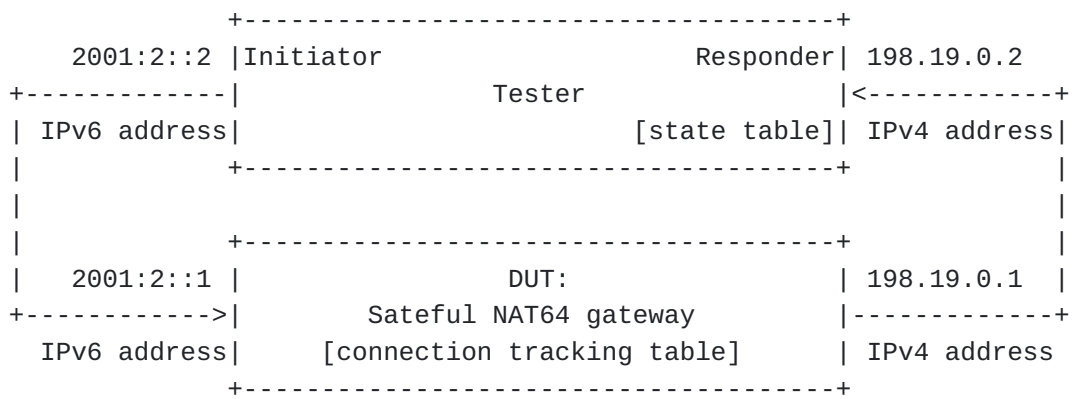 +--------------------------------------+
   2001:2::2 |Initiator                    Responder| 198.19.0.2
+------------|                Tester                |<------------+
| IPv6 address|                         [state table]| IPv4 address|
|            +--------------------------------------+             |
|                                                                 |
|            +--------------------------------------+             |
|  2001:2::1 |                 DUT:                 | 198.19.0.1  |
+----------->|        Sateful NAT64 gateway         |-------------+
 IPv6 address|     [connection tracking table]      | IPv4 address
             +--------------------------------------+